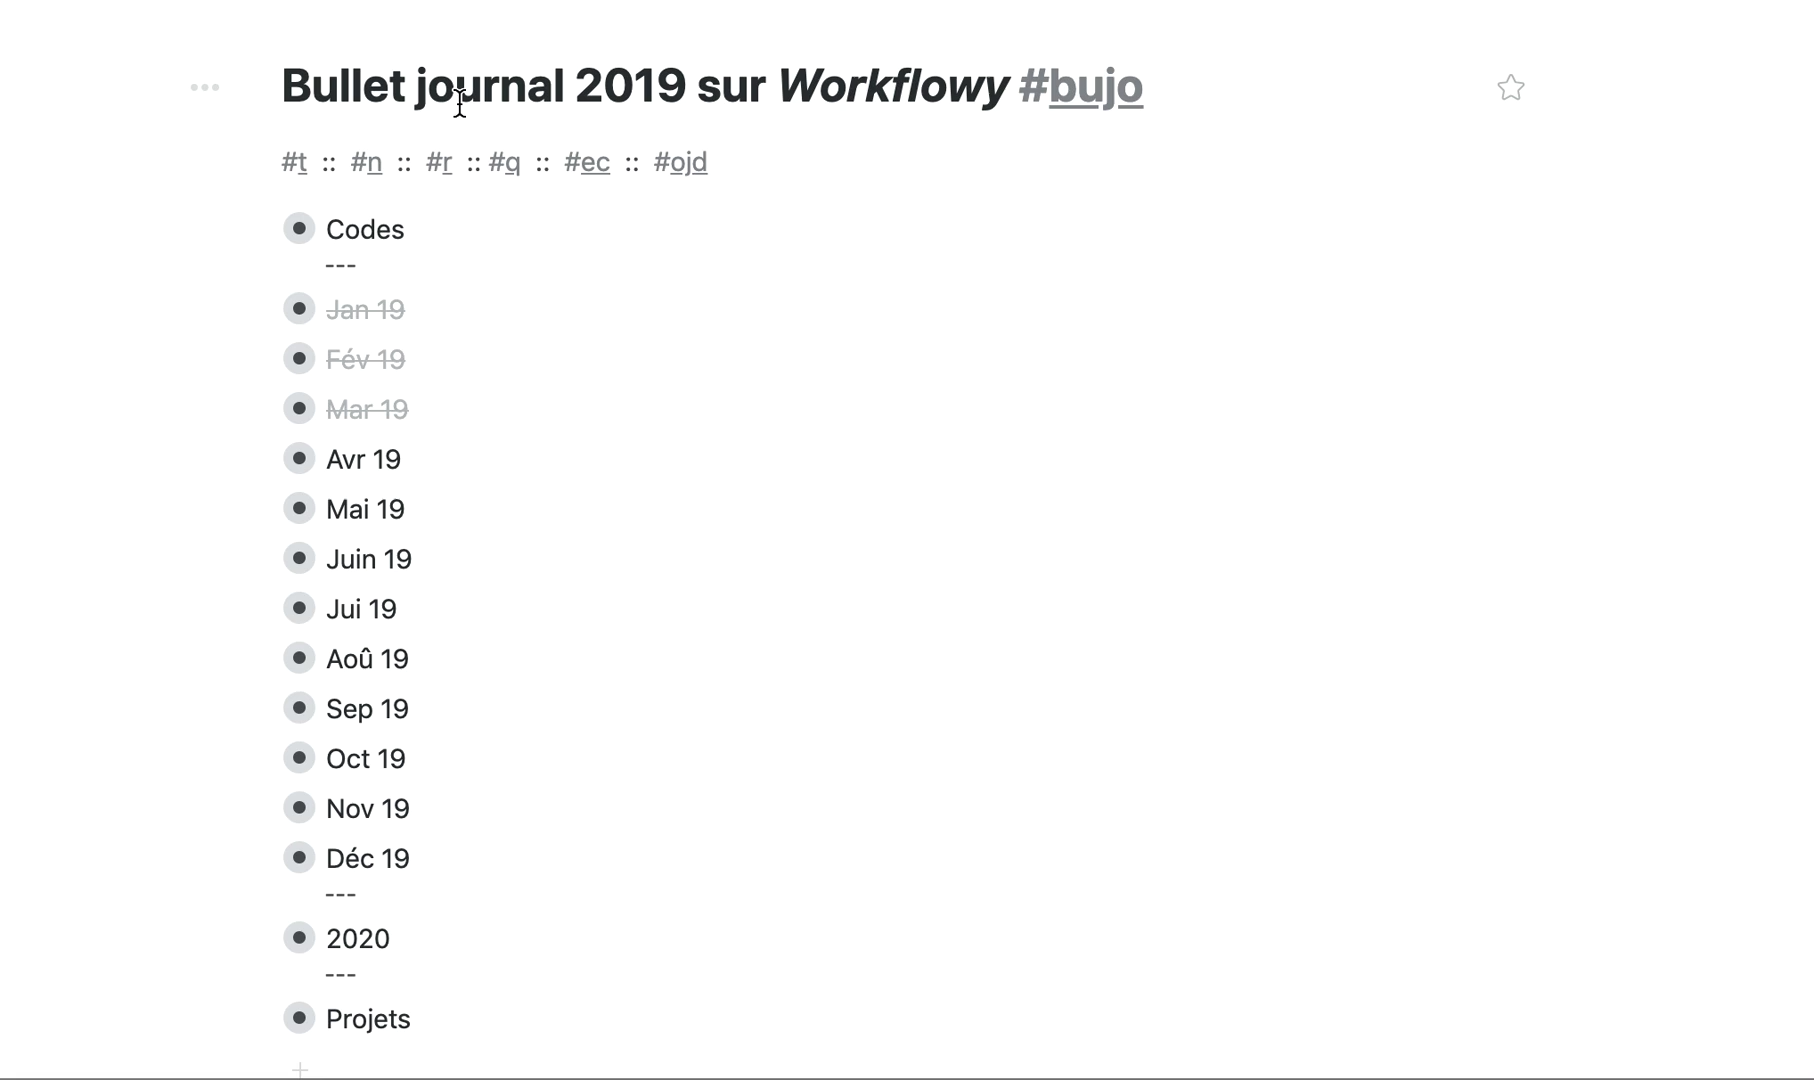 Bullet journal 2019 sur Workflowy #bujo
#t :: #n :: #r :: #q :: #ec :: #ojd
Codes
---
Jan 19
Fév 19
Mar 19
Avr 19
Mai 19
Juin 19
Jui 19
Aoû 19
Sep 19
Oct 19
Nov 19
Déc 19
---
2020
---
Projets